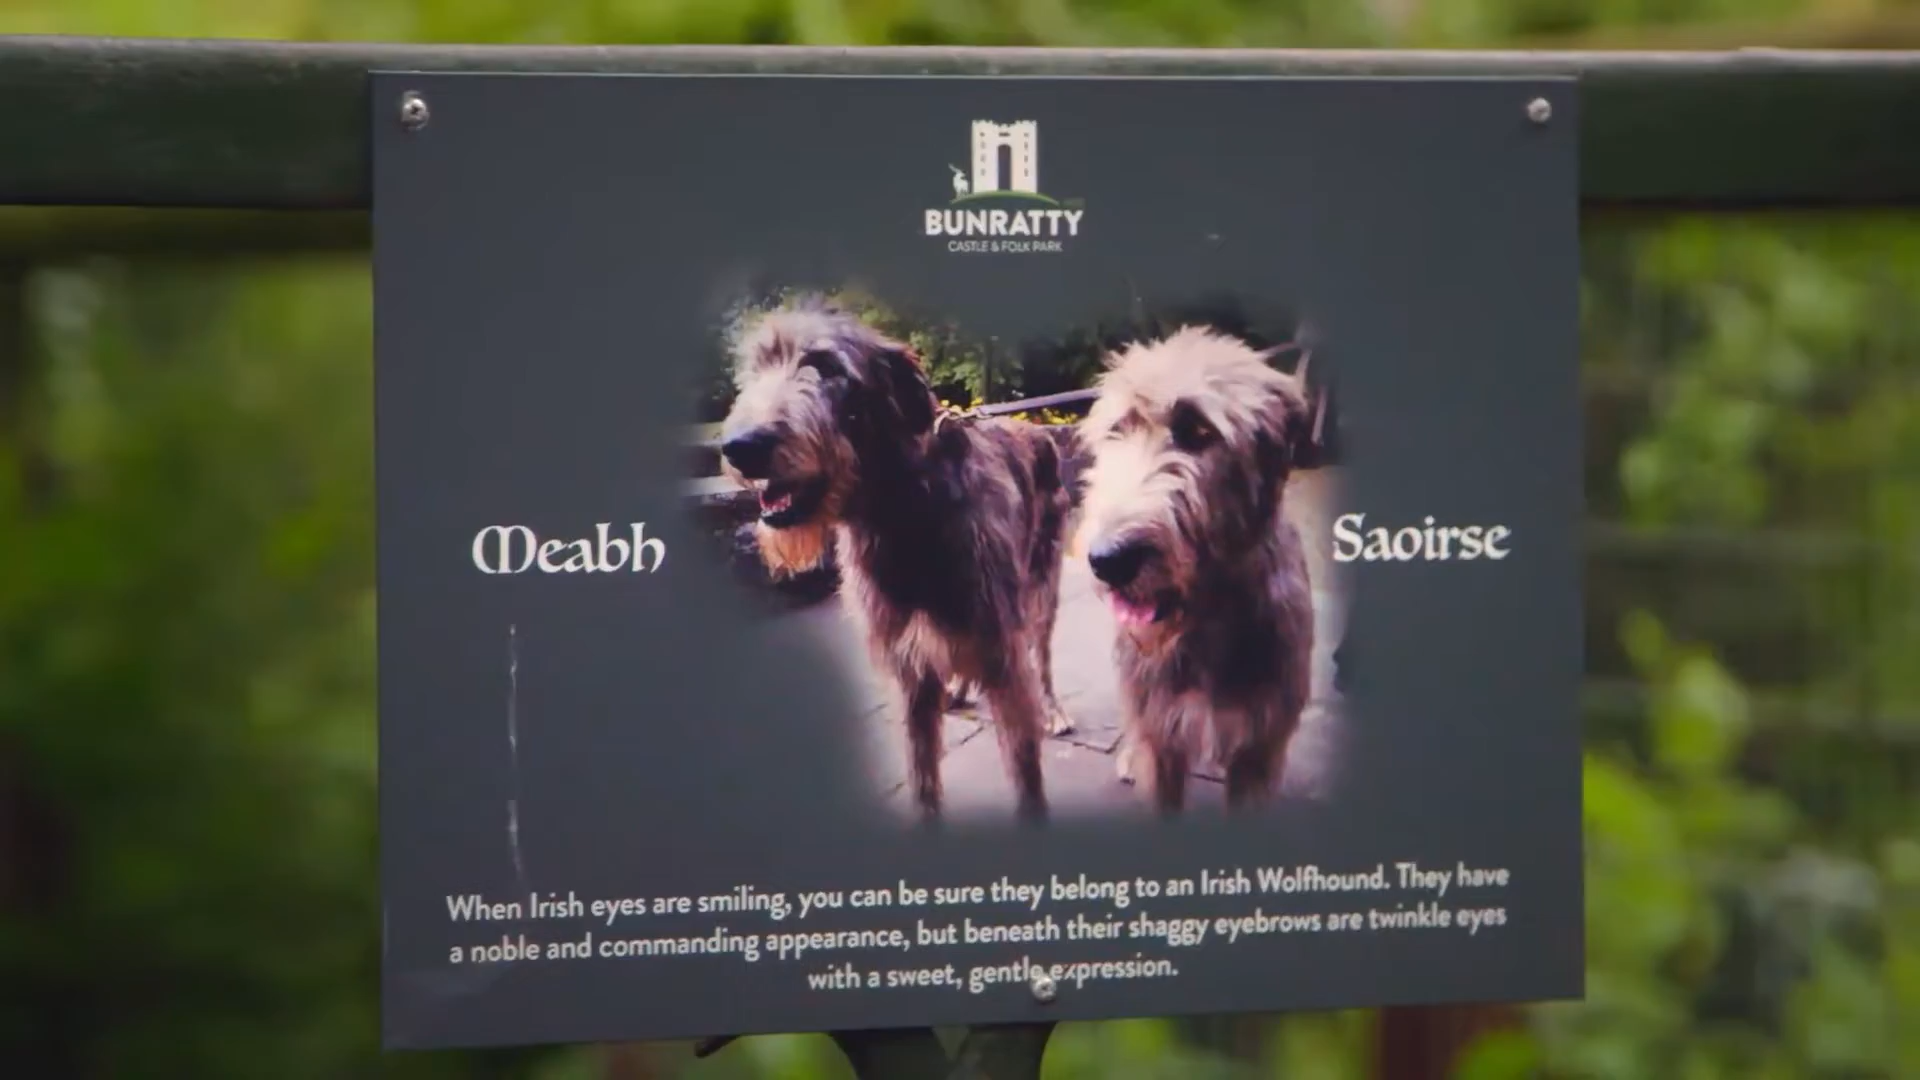 BUNRATTY
CASTLE & FOLK PARK
Meabh
Saoirse
When Irish eyes are smiling, you can be sure they belong to an Irish Wolfhound. They have
a noble and commanding appearance, but beneath their shaggy eyebrows are twinkle eyes
with a sweet, gentle expression.